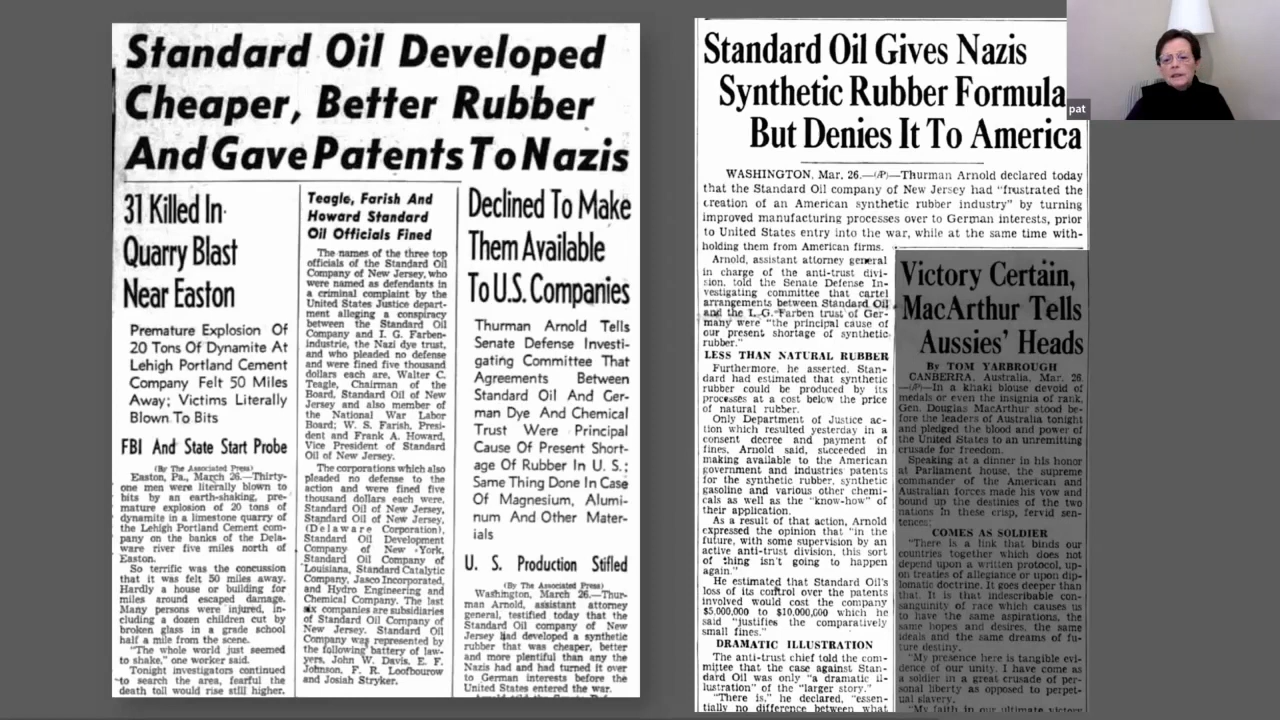 Standard Oil Developed
Cheaper, Better Rubber
And Gave Patents To Nazis
31 Killed In
Quarry Blast
Near Easton
Premature Explosion Of
20 Tons Of Dynamite At
Lehigh Portland Cement
Company Felt 50 Miles
Away; Victims Literally
Blown To Bits
FBI And State Start Probe
(By The Associated Press)
Easton, Pa., March 26.—Thirty-
one men were literally blown to
bits by an earth-shaking, pre-
mature explosion of 20 tons of
dynamite in a limestone quarry of
the Lehigh Portland Cement com-
pany on the banks of the Dela-
ware river five miles north of
Easton.
So terrific was the concussion
that it was felt 50 miles away.
Hardly a house or building for
miles around escaped damage.
Many persons were injured, in-
cluding a dozen children cut by
broken glass in a grade school
half a mile from the scene.
"The whole world just seemed
to shake," one worker said.
Tonight investigators continued
to search the area, fearful the
death toll would rise still higher.
Teagle, Farish And
Howard Standard
Oil Officials Fined
The names of the three top
officials of the Standard Oil
Company of New Jersey, who
were named as defendants in
a criminal complaint by the
United States Justice depart-
ment alleging a conspiracy
between the Standard Oil
Company and I. G. Farben-
industrie, the Nazi dye trust,
and who pleaded no defense
and were fined five thousand
dollars each are, Walter C.
Teagle, Chairman of the
Board, Standard Oil of New
Jersey and also member of
the National War Labor
Board; W. S. Farish, Presi-
dent and Frank A. Howard,
Vice President of Standard
Oil of New Jersey.
The corporations which also
pleaded no defense to the
action and were fined five
thousand dollars each were,
Standard Oil of New Jersey,
Standard Oil of New Jersey,
(Delaware Corporation),
Standard Oil Development
Company of New York,
Standard Oil Company of
Louisiana, Standard Catalytic
Company, Jasco Incorporated,
and Hydro Engineering and
Chemical Company. The last
six companies are subsidiaries
of Standard Oil Company of
New Jersey. Standard Oil
Company was represented by
the following battery of law-
yers, John W. Davis, E. F.
Johnson, F. R. Loofbourow
and Josiah Stryker.
Declined To Make
Them Available
To U.S. Companies
Thurman Arnold Tells
Senate Defense Investi-
gating Committee That
Agreements Between
Standard Oil And Ger-
man Dye And Chemical
Trust Were Principal
Cause Of Present Short-
age Of Rubber In U. S.;
Same Thing Done In Case
Of Magnesium, Alumi-
num And Other Mater-
ials
U. S. Production Stifled
(By The Associated Press)
Washington, March 26.—Thur-
man Arnold, assistant attorney
general, testified today that the
Standard Oil company of New
Jersey had developed a synthetic
rubber that was cheaper, better
and more plentiful than any the
Nazis had and had turned it over
to German interests before the
United States entered the war.
Standard Oil Gives Nazis
Synthetic Rubber Formula
But Denies It To America
WASHINGTON, Mar. 26.—(AP)—Thurman Arnold declared today
that the Standard Oil company of New Jersey had "frustrated the
creation of an American synthetic rubber industry" by turning
improved manufacturing processes over to German interests, prior
to United States entry into the war, while at the same time with-
holding them from American firms.
Arnold, assistant attorney general
in charge of the anti-trust divi-
sion, told the Senate Defense In-
vestigating committee that cartel
arrangements between Standard Oil
and the I. G. Farben trust of Ger-
many were "the principal cause of
our present shortage of synthetic
rubber."
LESS THAN NATURAL RUBBER
Furthermore, he asserted, Stan-
dard had estimated that synthetic
rubber could be produced by its
processes at a cost below the price
of natural rubber.
Only Department of Justice ac-
tion which resulted yesterday in a
consent decree and payment of
fines, Arnold said, succeeded in
making available to the American
government and industries patents
for the synthetic rubber, synthetic
gasoline and various other chemi-
cals as well as the "know-how" of
their application.
As a result of that action, Arnold
expressed the opinion that "in the
future, with some supervision by an
active anti-trust division, this sort
of thing isn't going to happen
again."
He estimated that Standard Oil's
loss of its control over the patents
involved would cost the company
$5,000,000 to $10,000,000 which he
said "justifies the comparatively
small fines."
DRAMATIC ILLUSTRATION
The anti-trust chief told the com-
mittee that the case against Stan-
dard Oil was only "a dramatic il-
lustration" of the "larger story."
"There is," he declared, "essen-
tially no difference between what
Victory Certain,
MacArthur Tells
Aussies' Heads
By TOM YARBROUGH
CANBERRA, Australia, Mar. 26.
—(AP)—In a khaki blouse devoid of
medals or even the insignia of rank,
Gen. Douglas MacArthur stood be-
fore the leaders of Australia tonight
and pledged the blood and power of
the United States to an unremitting
crusade for freedom.
Speaking at a dinner in his honor
at Parliament house, the supreme
commander of the American and
Australian forces made his vow and
bound up the destinies of the two
nations in these crisp, fervid sen-
tences:
COMES AS SOLDIER
"There is a link that binds our
countries together which does not
depend upon a written protocol,
upon treaties of allegiance or upon dip-
lomatic doctrine. It goes deeper than
that. It is that indescribable con-
sanguinity of race which causes us
to have the same aspirations, the
same hopes and desires, the same
ideals and the same dreams of fu-
ture destiny.
"My presence here is tangible evi-
dence of our unity. I have come as
a soldier in a great crusade of per-
sonal liberty as opposed to perpet-
ual slavery.
"My faith in our ultimate victory
pat